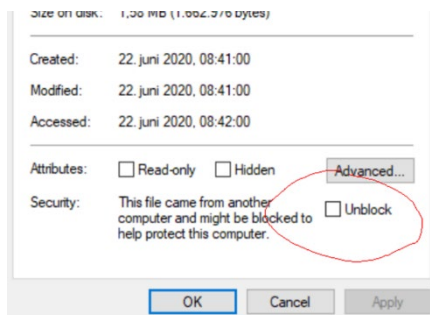 Size on disk: 1,58 MB (1.662.976 bytes)
Created: 22. juni 2020, 08:41:00
Modified: 22. juni 2020, 08:41:00
Accessed: 22. juni 2020, 08:42:00
Attributes: Read-only Hidden Advanced...
Security: This file came from another
computer and might be blocked to
help protect this computer.
Unblock
OK Cancel Apply